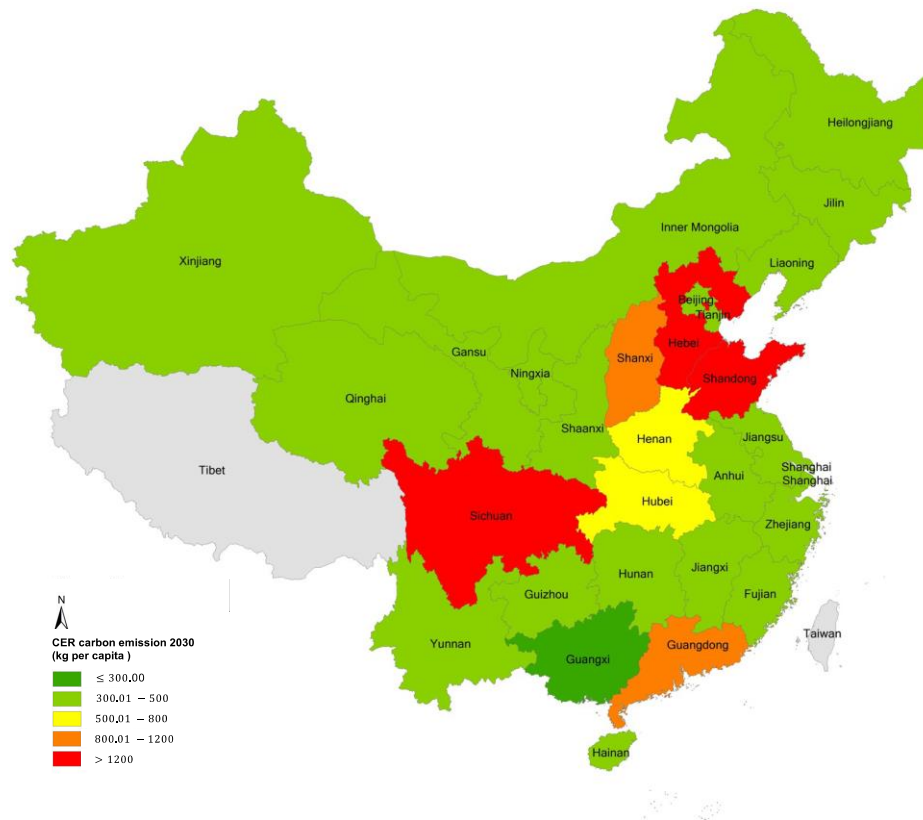 Heilongjiang
Jilin
Inner Mongolia
Liaoning
Xinjiang
Beijing
Tianjin
Hebei
Gansu
Shanxi
Ningxia
Shandong
Qinghai
Shaanxi
Henan
Jiangsu
Tibet
Shanghai
Anhui
Shanghai
Hubei
Sichuan
Zhejiang
Hunan
Jiangxi
Guizhou
Fujian
Yunnan
Guangdong
Taiwan
Guangxi
Hainan
N
CER carbon emission 2030
(kg per capita )
≤ 300.00
300.01 − 500
500.01 − 800
800.01 − 1200
> 1200